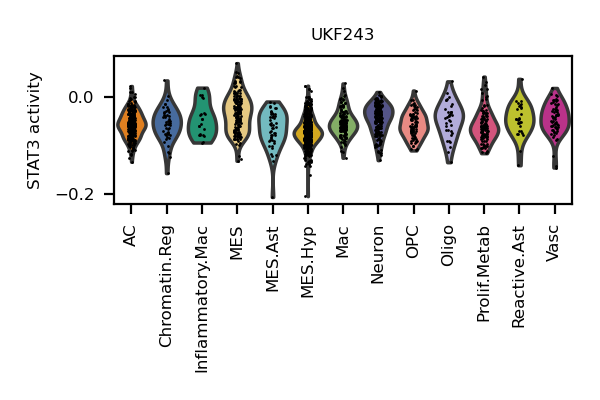 UKF243
STAT3 activity
0.0
−0.2
AC
Chromatin.Reg
Inflammatory.Mac
MES
MES.Ast
MES.Hyp
Mac
Neuron
OPC
Oligo
Prolif.Metab
Reactive.Ast
Vasc